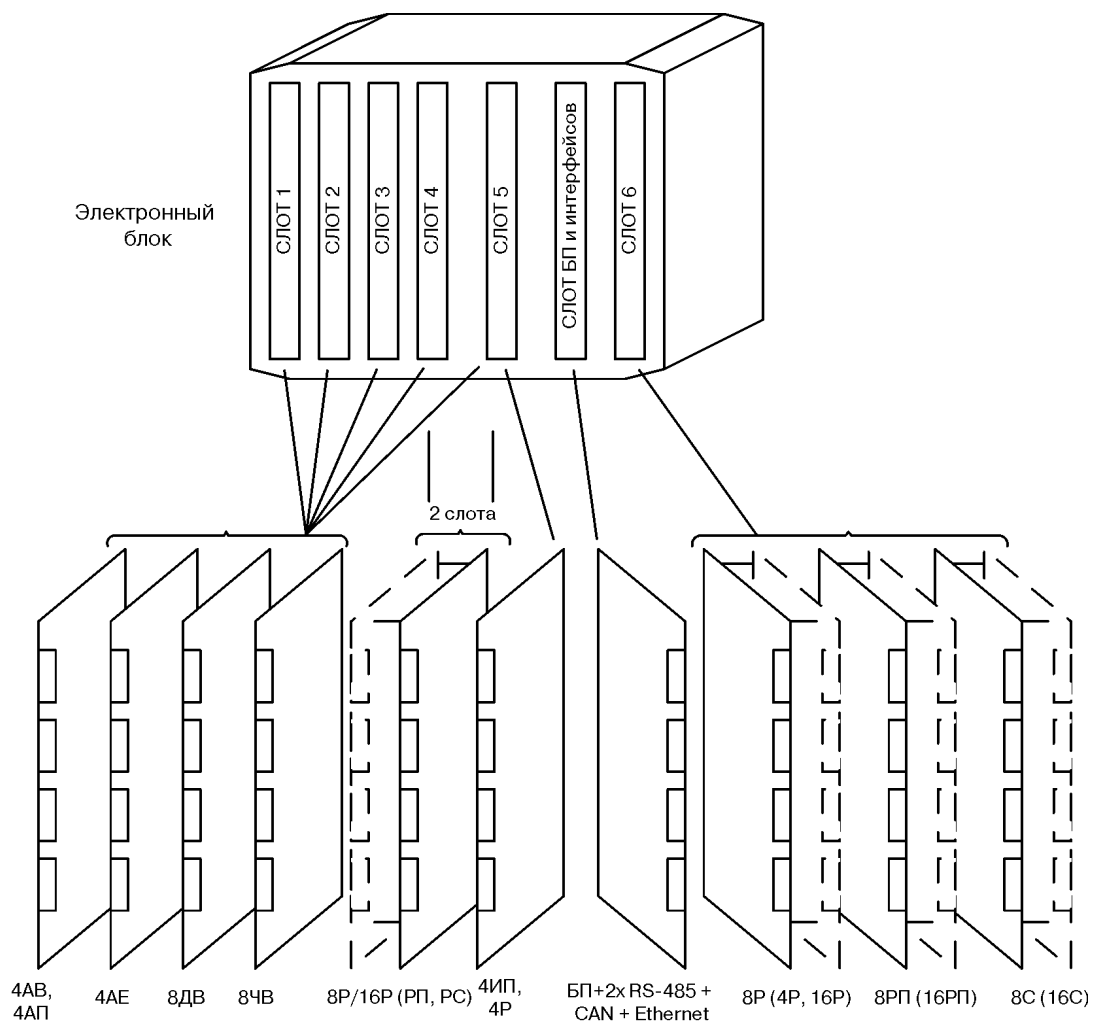 СЛОТ 1
СЛОТ 2
СЛОТ 3
СЛОТ 4
СЛОТ 5
СЛОТ БП и интерфейсов
СЛОТ 6
Электронный
блок
2 слота
4АВ,
4АП
4АЕ
8ДВ
8ЧВ
8Р/16Р (РП, РС)
4ИП,
4Р
БП+2x RS-485 +
CAN + Ethernet
8Р (4Р, 16Р)
8РП (16РП)
8С (16С)